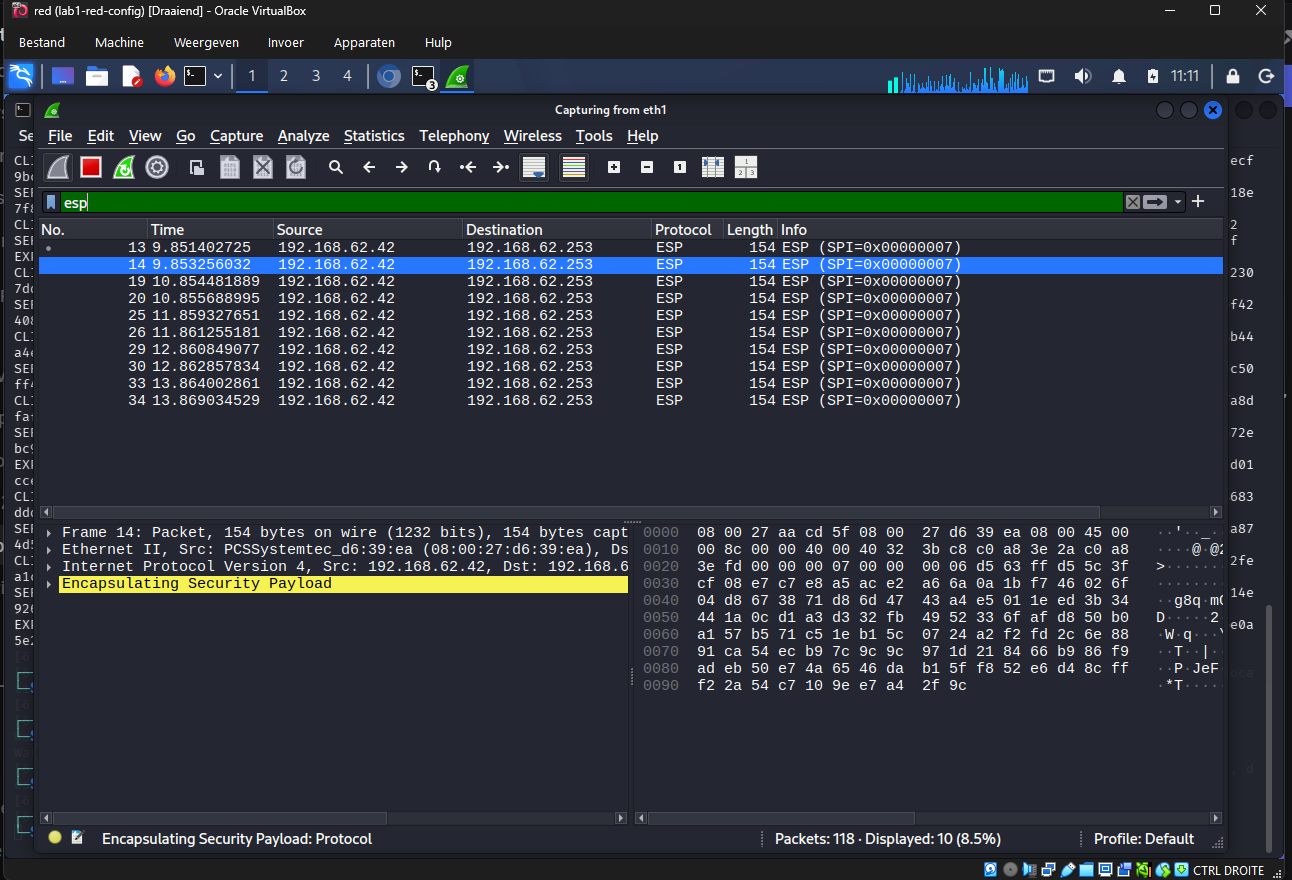 red (lab1-red-config) [Draaiend] - Oracle VirtualBox
Bestand Machine Weergeven Invoer Apparaten Help
1 2 3 4 3 11:11
Capturing from eth1
File Edit View Go Capture Analyze Statistics Telephony Wireless Tools Help
esp
No. Time Source Destination Protocol Length Info
13 9.851402725 192.168.62.42 192.168.62.253 ESP 154 ESP (SPI=0x00000007)
14 9.853256032 192.168.62.42 192.168.62.253 ESP 154 ESP (SPI=0x00000007)
19 10.854481889 192.168.62.42 192.168.62.253 ESP 154 ESP (SPI=0x00000007)
20 10.855688995 192.168.62.42 192.168.62.253 ESP 154 ESP (SPI=0x00000007)
25 11.859327651 192.168.62.42 192.168.62.253 ESP 154 ESP (SPI=0x00000007)
26 11.861255181 192.168.62.42 192.168.62.253 ESP 154 ESP (SPI=0x00000007)
29 12.860849077 192.168.62.42 192.168.62.253 ESP 154 ESP (SPI=0x00000007)
30 12.862857834 192.168.62.42 192.168.62.253 ESP 154 ESP (SPI=0x00000007)
33 13.864002861 192.168.62.42 192.168.62.253 ESP 154 ESP (SPI=0x00000007)
34 13.869034529 192.168.62.42 192.168.62.253 ESP 154 ESP (SPI=0x00000007)
Frame 14: Packet, 154 bytes on wire (1232 bits), 154 bytes capt
Ethernet II, Src: PCSSystemtec_d6:39:ea (08:00:27:d6:39:ea), Ds
Internet Protocol Version 4, Src: 192.168.62.42, Dst: 192.168.6
Encapsulating Security Payload
0000 08 00 27 aa cd 5f 08 00 27 d6 39 ea 08 00 45 00 ··'··_··
0010 00 8c 00 00 40 00 40 32 3b c8 c0 a8 3e 2a c0 a8 ····@·@2
0020 3e fd 00 00 00 07 00 00 00 06 d5 63 ff d5 5c 3f >·······
0030 cf 08 e7 c7 e8 a5 ac e2 a6 6a 0a 1b f7 46 02 6f ········
0040 04 d8 67 38 71 d8 6d 47 43 a4 e5 01 1e ed 3b 34 ··g8q·mG
0050 44 1a 0c d1 a3 d3 32 fb 49 52 33 6f af d8 50 b0 D·····2
0060 a1 57 b5 71 c5 1e b1 5c 07 24 a2 f2 fd 2c 6e 88 ·W·q···\
0070 91 ca 54 ec b9 7c 9c 9c 97 1d 21 84 66 b9 86 f9 ··T··|··
0080 ad eb 50 e7 4a 65 46 da b1 5f f8 52 e6 d4 8c ff ··P·JeF·
0090 f2 2a 54 c7 10 9e e7 a4 2f 9c ·*T·····
Encapsulating Security Payload: Protocol Packets: 118 · Displayed: 10 (8.5%) Profile: Default
CTRL DROITE